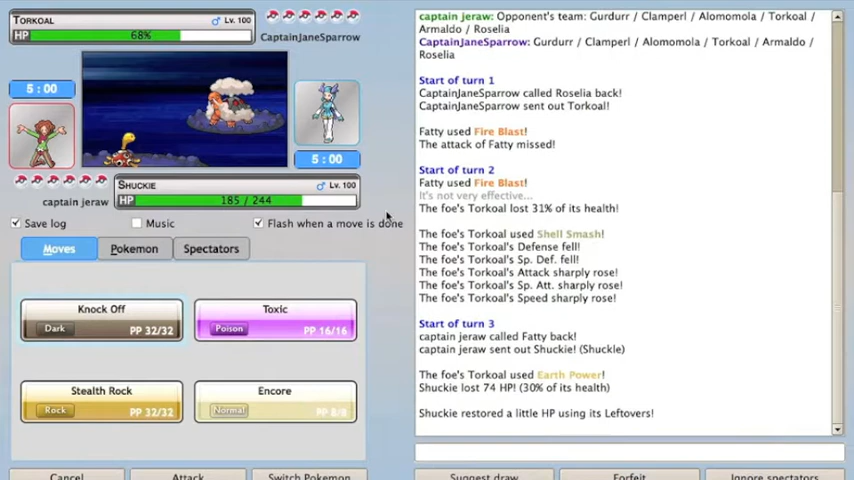 TORKOAL Lv. 100
HP 68%
CaptainJaneSparrow
5:00
5:00
SHUCKIE Lv. 100
captain jeraw
HP 185 / 244
Save log
Music
Flash when a move is done
Moves
Pokemon
Spectators
Knock Off
Dark PP 32/32
Toxic
Poison PP 16/16
Stealth Rock
Rock PP 32/32
Encore
Normal PP 8/8
Cancel
Attack
Switch Pokemon
captain jeraw: Opponent's team: Gurdurr / Clamperl / Alomomola / Torkoal /
Armaldo / Roselia
CaptainJaneSparrow: Gurdurr / Clamperl / Alomomola / Torkoal / Armaldo /
Roselia
Start of turn 1
CaptainJaneSparrow called Roselia back!
CaptainJaneSparrow sent out Torkoal!
Fatty used Fire Blast!
The attack of Fatty missed!
Start of turn 2
Fatty used Fire Blast!
It's not very effective...
The foe's Torkoal lost 31% of its health!
The foe's Torkoal used Shell Smash!
The foe's Torkoal's Defense fell!
The foe's Torkoal's Sp. Def. fell!
The foe's Torkoal's Attack sharply rose!
The foe's Torkoal's Sp. Att. sharply rose!
The foe's Torkoal's Speed sharply rose!
Start of turn 3
captain jeraw called Fatty back!
captain jeraw sent out Shuckie! (Shuckle)
The foe's Torkoal used Earth Power!
Shuckie lost 74 HP! (30% of its health)
Shuckie restored a little HP using its Leftovers!
Suggest draw
Forfeit
Ignore spectators